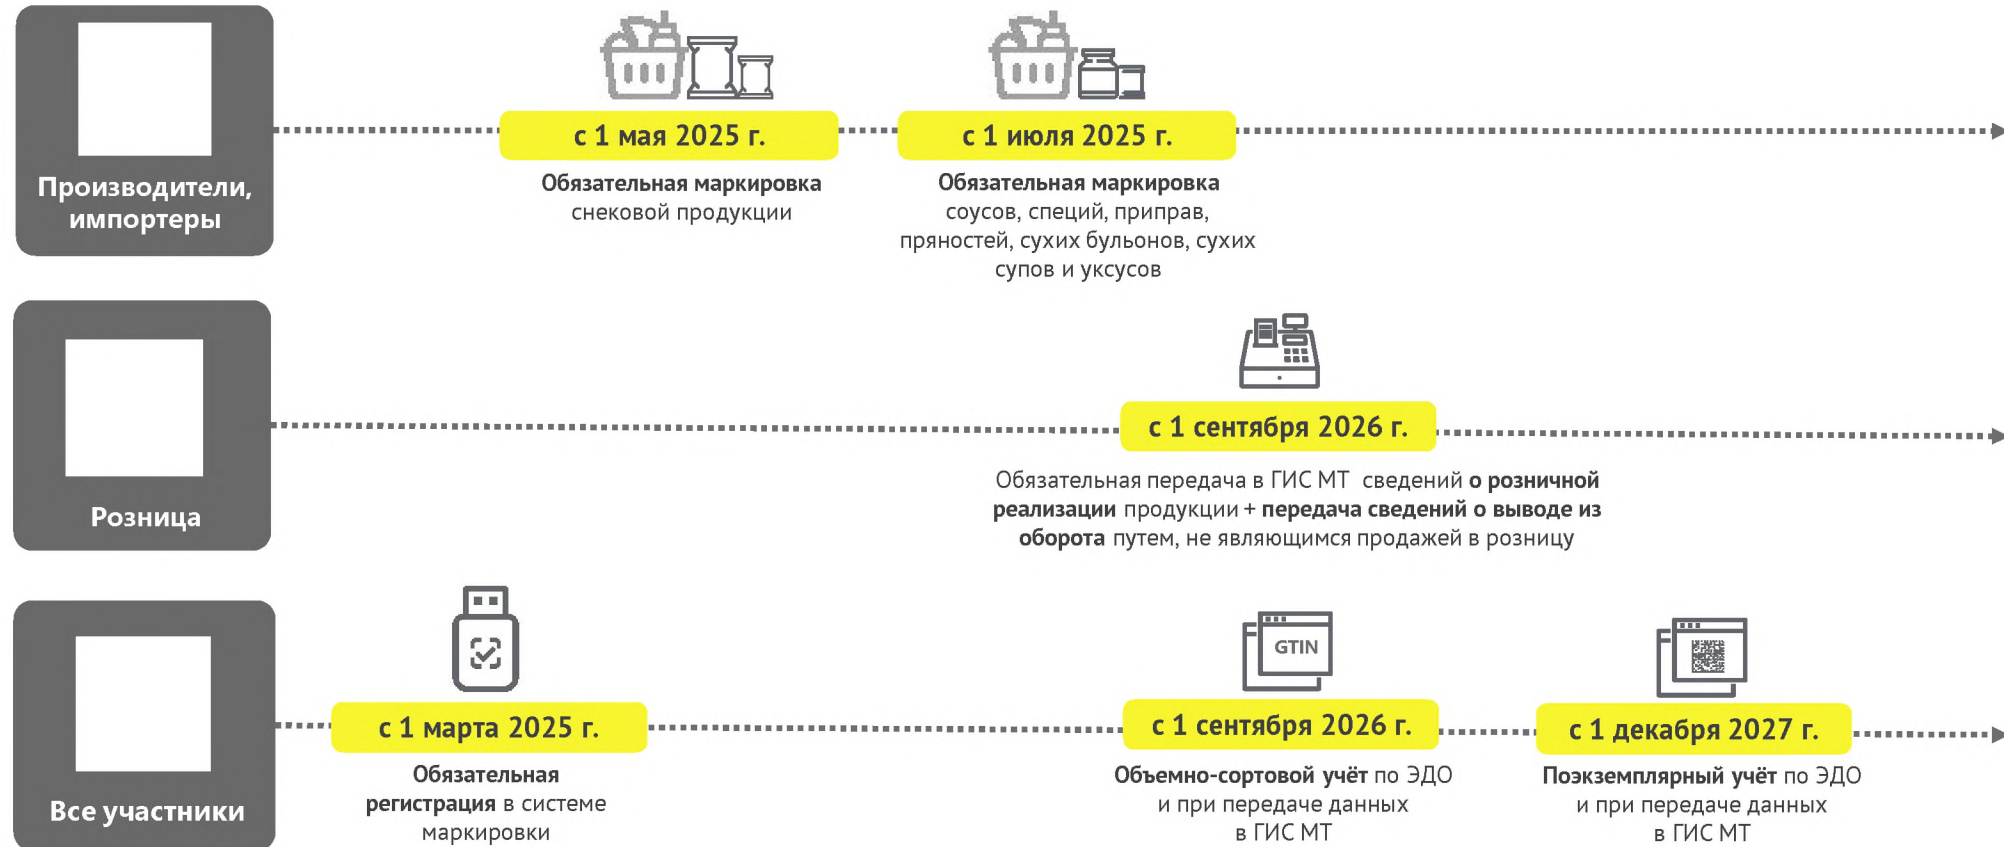 Производители,
импортеры
с 1 мая 2025 г.
Обязательная маркировка
снековой продукции
с 1 июля 2025 г.
Обязательная маркировка
соусов, специй, приправ,
пряностей, сухих бульонов, сухих
супов и уксусов
Розница
с 1 сентября 2026 г.
Обязательная передача в ГИС МТ сведений о розничной
реализации продукции + передача сведений о выводе из
оборота путем, не являющимся продажей в розницу
Все участники
с 1 марта 2025 г.
Обязательная
регистрация в системе
маркировки
GTIN
с 1 сентября 2026 г.
Объемно-сортовой учёт по ЭДО
и при передаче данных
в ГИС МТ
с 1 декабря 2027 г.
Поэкземплярный учёт по ЭДО
и при передаче данных
в ГИС МТ